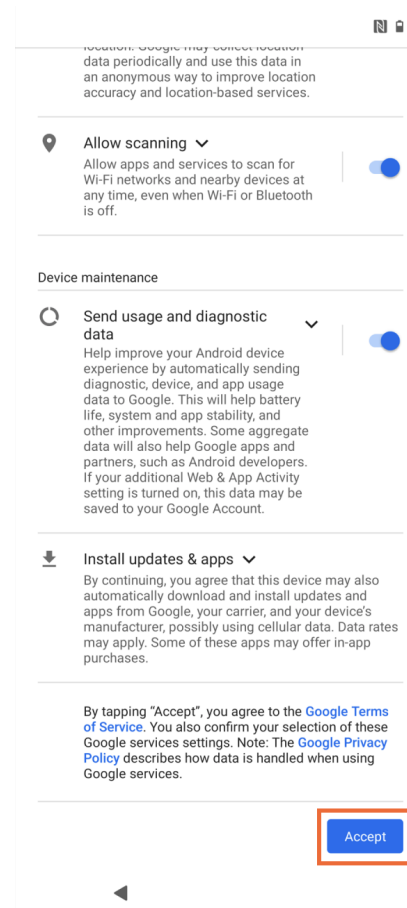 location. Google may collect location
data periodically and use this data in
an anonymous way to improve location
accuracy and location-based services.
Allow scanning
Allow apps and services to scan for
Wi-Fi networks and nearby devices at
any time, even when Wi-Fi or Bluetooth
is off.
Device maintenance
Send usage and diagnostic
data
Help improve your Android device
experience by automatically sending
diagnostic, device, and app usage
data to Google. This will help battery
life, system and app stability, and
other improvements. Some aggregate
data will also help Google apps and
partners, such as Android developers.
If your additional Web & App Activity
setting is turned on, this data may be
saved to your Google Account.
Install updates & apps
By continuing, you agree that this device may also
automatically download and install updates and
apps from Google, your carrier, and your device's
manufacturer, possibly using cellular data. Data rates
may apply. Some of these apps may offer in-app
purchases.
By tapping “Accept”, you agree to the Google Terms
of Service. You also confirm your selection of these
Google services settings. Note: The Google Privacy
Policy describes how data is handled when using
Google services.
Accept